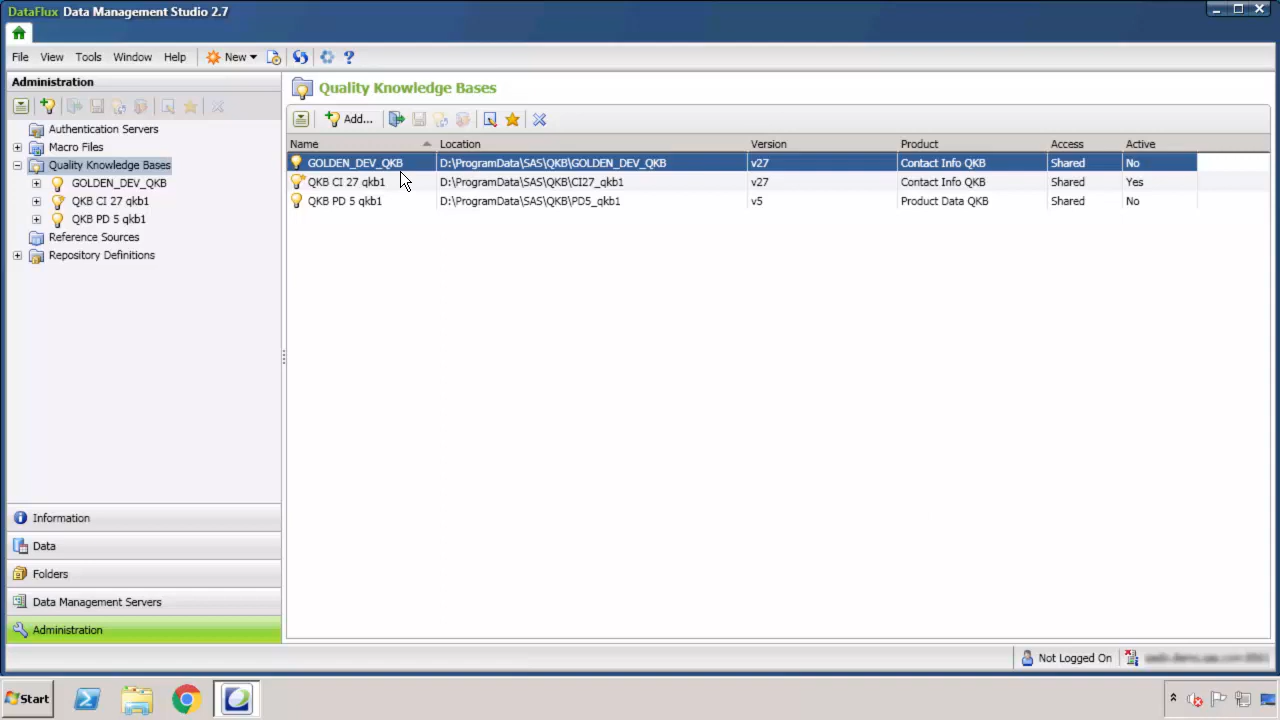 DataFlux Data Management Studio 2.7
File View Tools Window Help New ?
Administration
Authentication Servers
Macro Files
Quality Knowledge Bases
GOLDEN_DEV_QKB
QKB CI 27 qkb1
QKB PD 5 qkb1
Reference Sources
Repository Definitions
Information
Data
Folders
Data Management Servers
Administration
Quality Knowledge Bases
Add...
Name Location Version Product Access Active
GOLDEN_DEV_QKB D:\ProgramData\SAS\QKB\GOLDEN_DEV_QKB v27 Contact Info QKB Shared No
QKB CI 27 qkb1 D:\ProgramData\SAS\QKB\CI27_qkb1 v27 Contact Info QKB Shared Yes
QKB PD 5 qkb1 D:\ProgramData\SAS\QKB\PD5_qkb1 v5 Product Data QKB Shared No
Not Logged On
Start